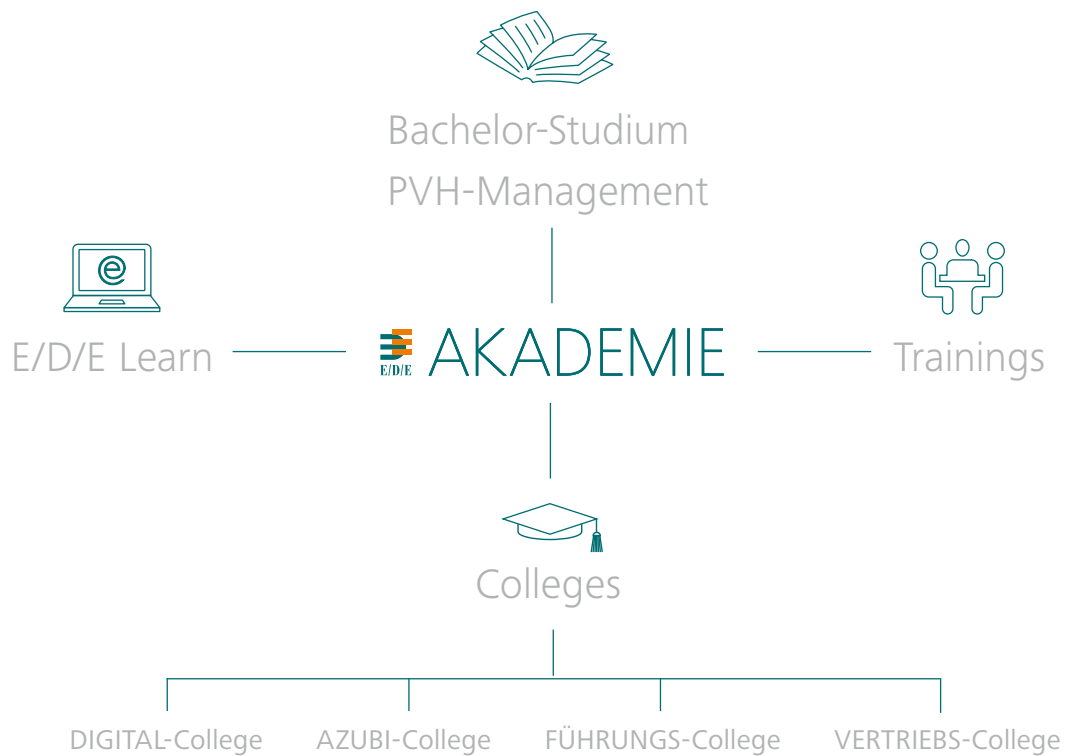 Bachelor-Studium
PVH-Management
e
E/D/E Learn
E/D/E
AKADEMIE
Trainings
Colleges
DIGITAL-College
AZUBI-College
FÜHRUNGS-College
VERTRIEBS-College